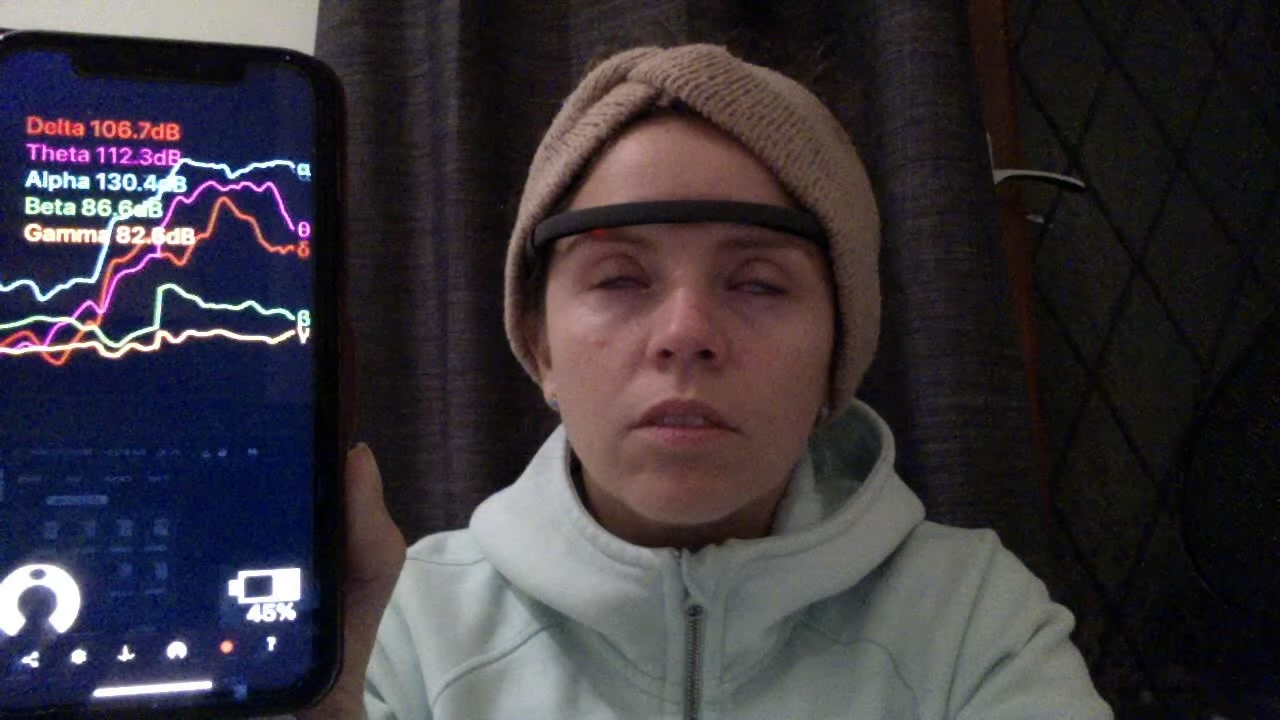 Delta 106.7dB
Theta 112.3dB
Alpha 130.4dB
Beta 86.6dB
Gamma 82.6dB
α
θ
δ
β
γ
45%
?